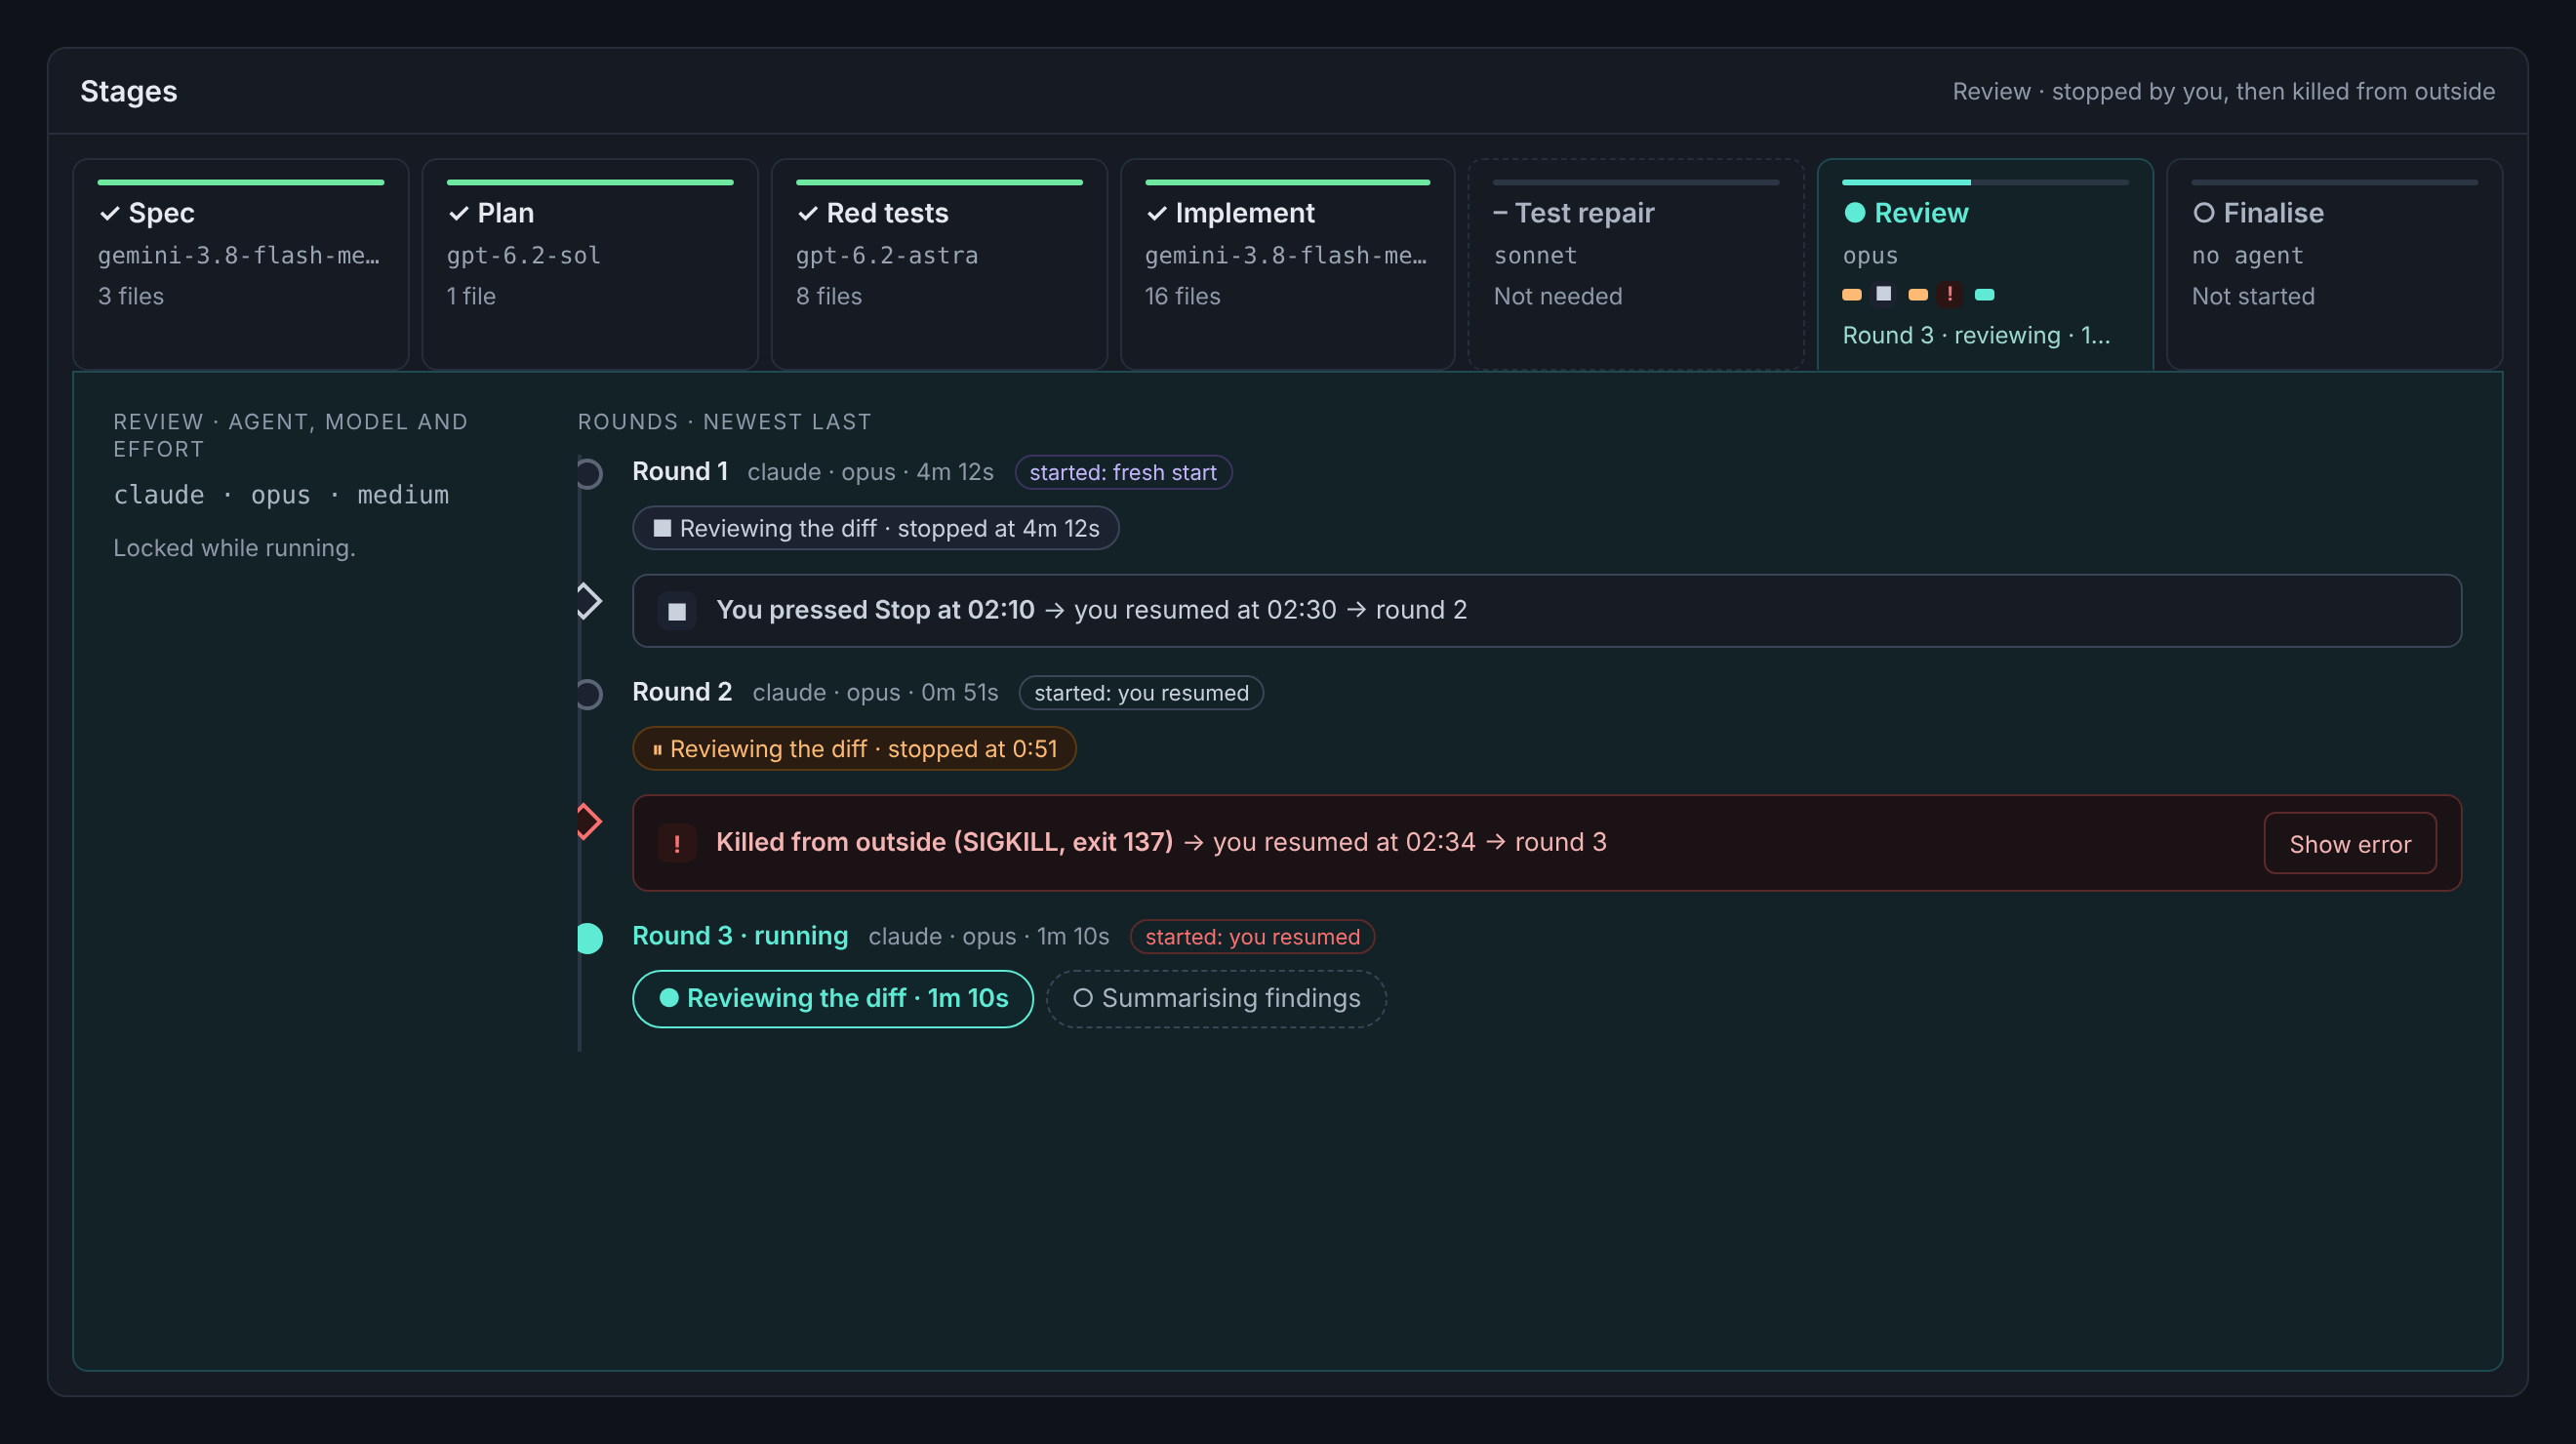 Stages
Review · stopped by you, then killed from outside
✓ Spec
gemini-3.8-flash-me…
3 files
✓ Plan
gpt-6.2-sol
1 file
✓ Red tests
gpt-6.2-astra
8 files
✓ Implement
gemini-3.8-flash-me…
16 files
– Test repair
sonnet
Not needed
● Review
opus
!
Round 3 · reviewing · 1…
○ Finalise
no agent
Not started
REVIEW · AGENT, MODEL AND
EFFORT
claude · opus · medium
Locked while running.
ROUNDS · NEWEST LAST
Round 1 claude · opus · 4m 12s started: fresh start
■ Reviewing the diff · stopped at 4m 12s
■ You pressed Stop at 02:10 → you resumed at 02:30 → round 2
Round 2 claude · opus · 0m 51s started: you resumed
⏸ Reviewing the diff · stopped at 0:51
! Killed from outside (SIGKILL, exit 137) → you resumed at 02:34 → round 3
Show error
Round 3 · running claude · opus · 1m 10s started: you resumed
● Reviewing the diff · 1m 10s
○ Summarising findings